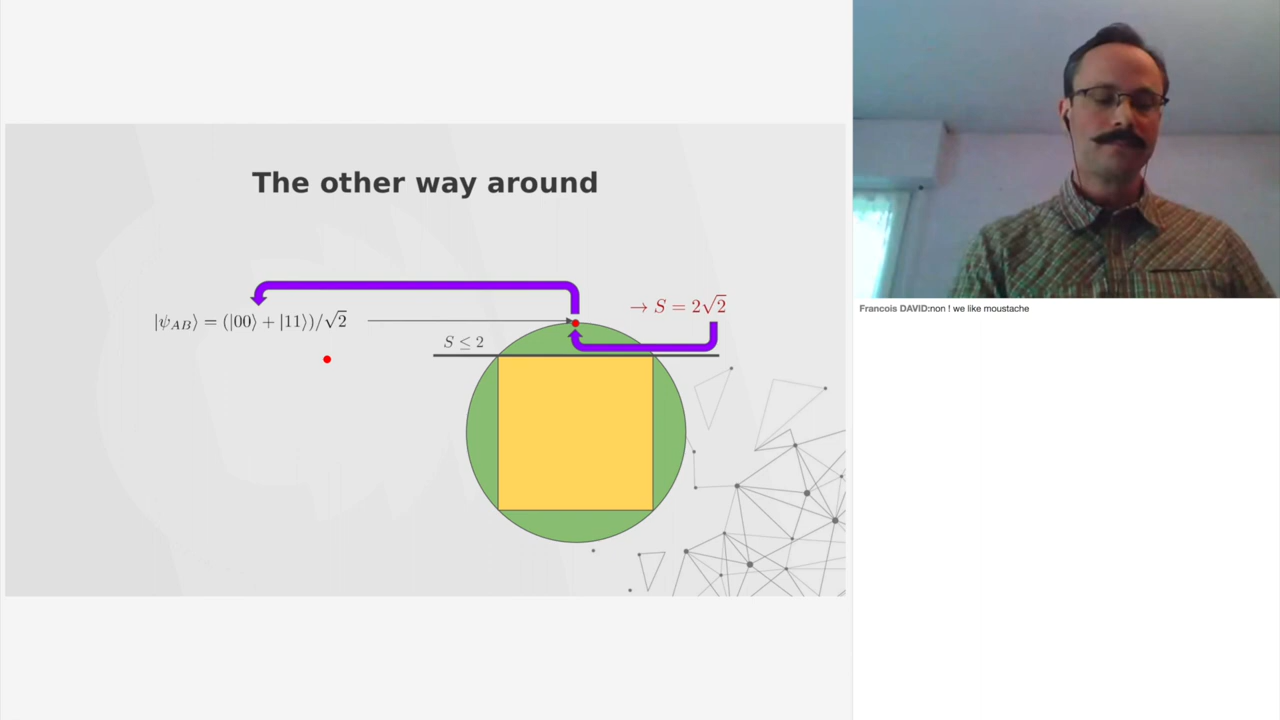 The other way around
→ S = 2√2
|ψ_AB⟩ = (|00⟩ + |11⟩)/√2
S ≤ 2
Francois DAVID:non ! we like moustache